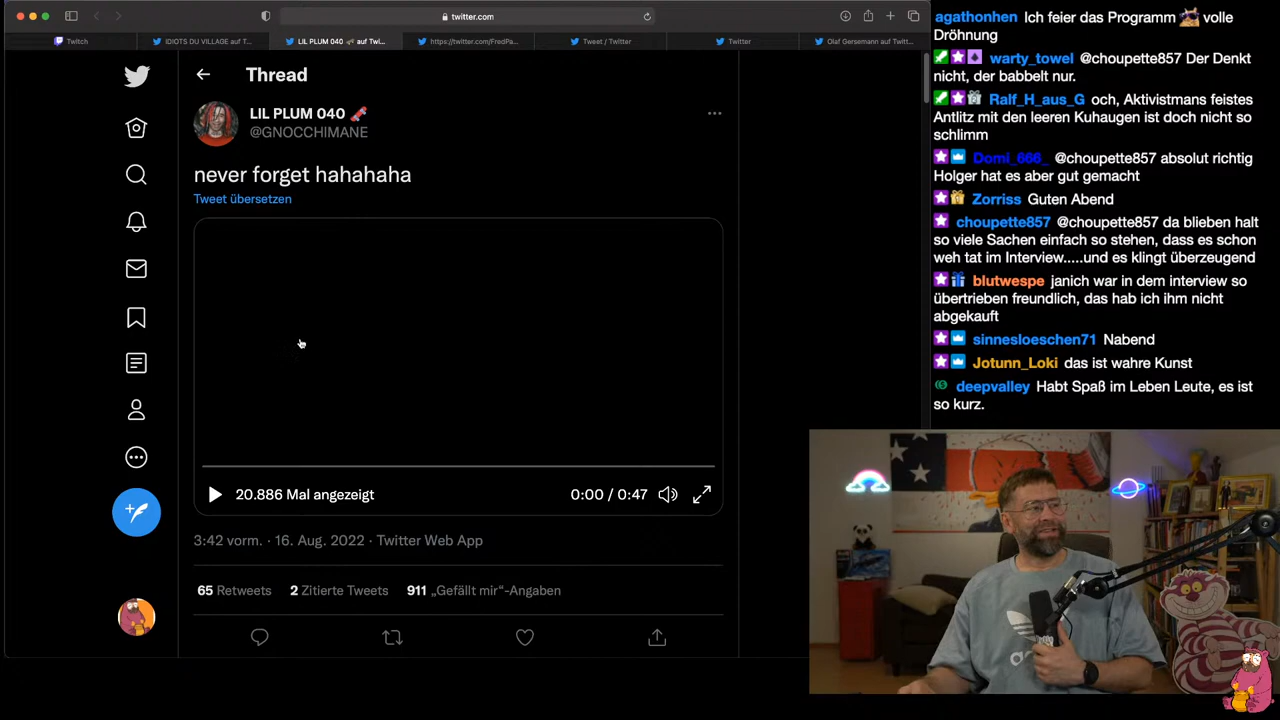 twitter.com
Twitch
IDIOTS DU VILLAGE auf T...
LIL PLUM 040 🚀 auf Twi...
https://twitter.com/FredPa...
Tweet / Twitter
Twitter
Olaf Gersemann auf Twitt...
Thread
LIL PLUM 040 🧨
@GNOCCHIMANE
never forget hahahaha
Tweet übersetzen
20.886 Mal angezeigt
0:00 / 0:47
3:42 vorm. · 16. Aug. 2022 · Twitter Web App
65 Retweets 2 Zitierte Tweets 911 „Gefällt mir“-Angaben
agathonhen Ich feier das Programm volle
Dröhnung
warty_towel @choupette857 Der Denkt
nicht, der babbelt nur.
Ralf_H_aus_G och, Aktivistmans feistes
Antlitz mit den leeren Kuhaugen ist doch nicht so
schlimm
Domi_666_ @choupette857 absolut richtig
Holger hat es aber gut gemacht
Zorriss Guten Abend
choupette857 @choupette857 da blieben halt
so viele Sachen einfach so stehen, dass es schon
weh tat im Interview.....und es klingt überzeugend
blutwespe janich war in dem interview so
übertrieben freundlich, das hab ich ihm nicht
abgekauft
sinnesloeschen71 Nabend
Jotunn_Loki das ist wahre Kunst
deepvalley Habt Spaß im Leben Leute, es ist
so kurz.